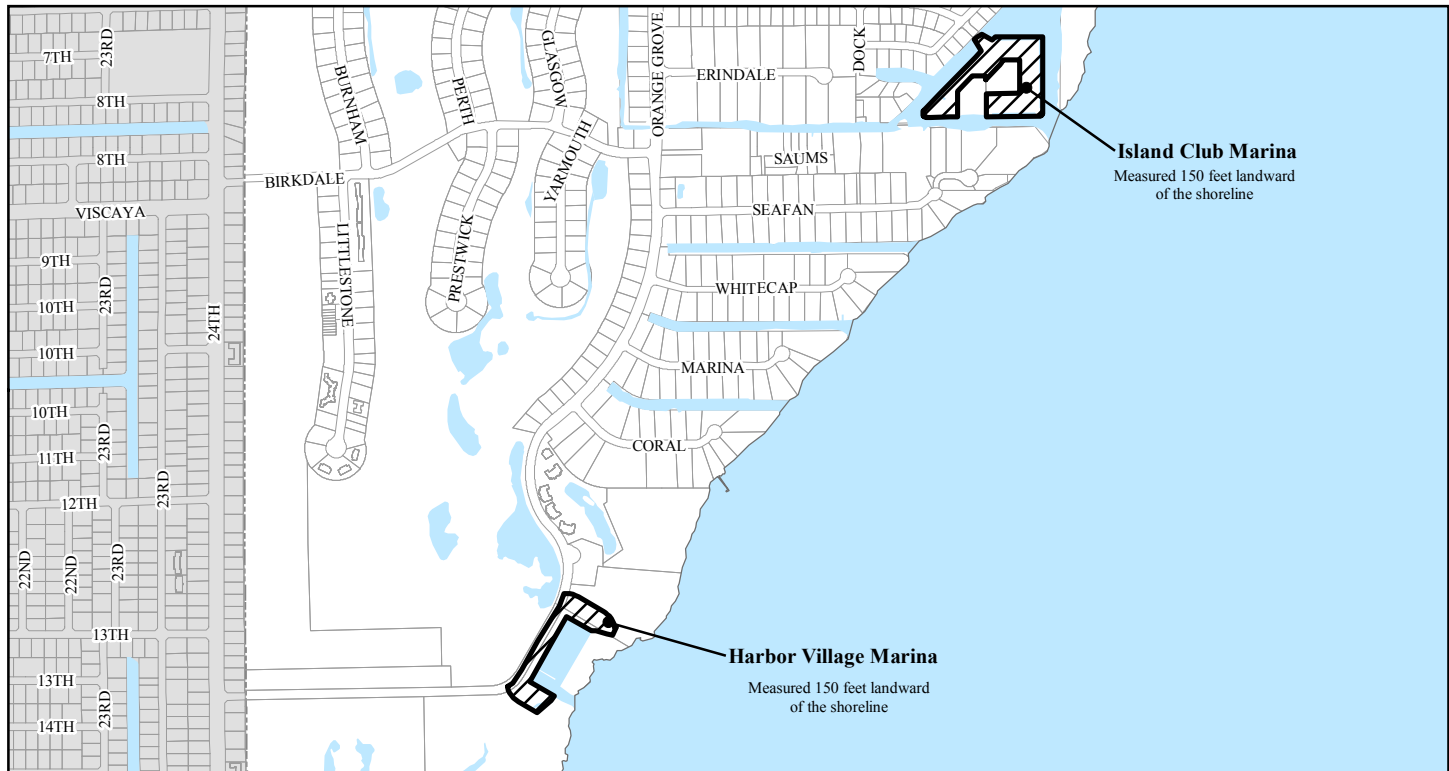 23RD
7TH
8TH
8TH
VISCAYA
9TH
10TH
23RD
10TH
10TH
23RD
11TH
12TH
23RD
22ND
22ND
23RD
13TH
13TH
23RD
14TH
24TH
BURNHAM
PERTH
GLASGOW
ORANGE GROVE
DOCK
ERINDALE
BIRKDALE
YARMOUTH
SAUMS
LITTLESTONE
PRESTWICK
SEAFAN
WHITECAP
MARINA
CORAL
Island Club Marina
Measured 150 feet landward
of the shoreline
Harbor Village Marina
Measured 150 feet landward
of the shoreline